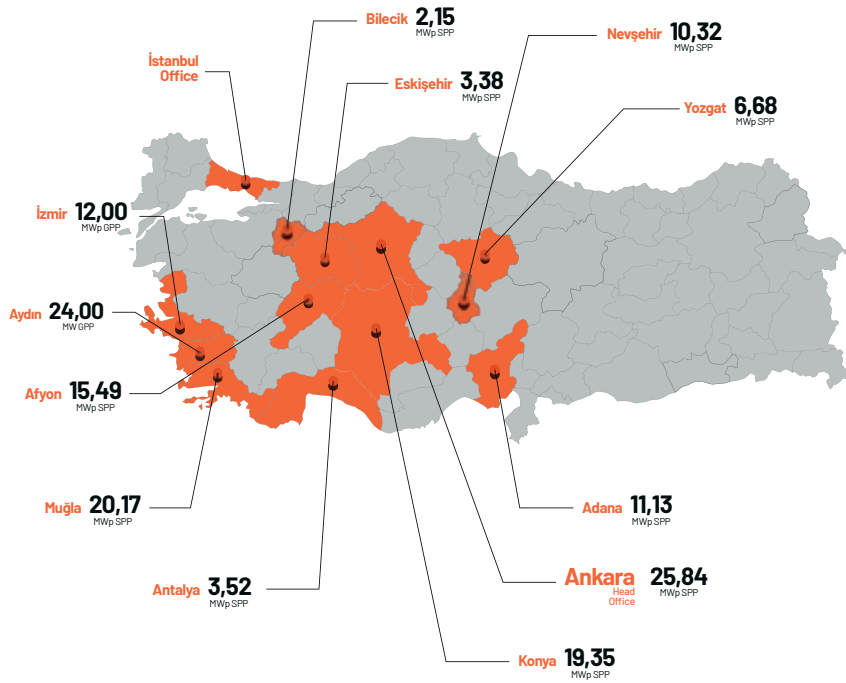 Bilecik 2,15
MWp SPP
Nevşehir 10,32
MWp SPP
İstanbul
Office
Eskişehir 3,38
MWp SPP
Yozgat 6,68
MWp SPP
İzmir 12,00
MWp GPP
Aydın 24,00
MW GPP
Afyon 15,49
MWp SPP
Muğla 20,17
MWp SPP
Adana 11,13
MWp SPP
Antalya 3,52
MWp SPP
Ankara 25,84
Head
Office
MWp SPP
Konya 19,35
MWp SPP